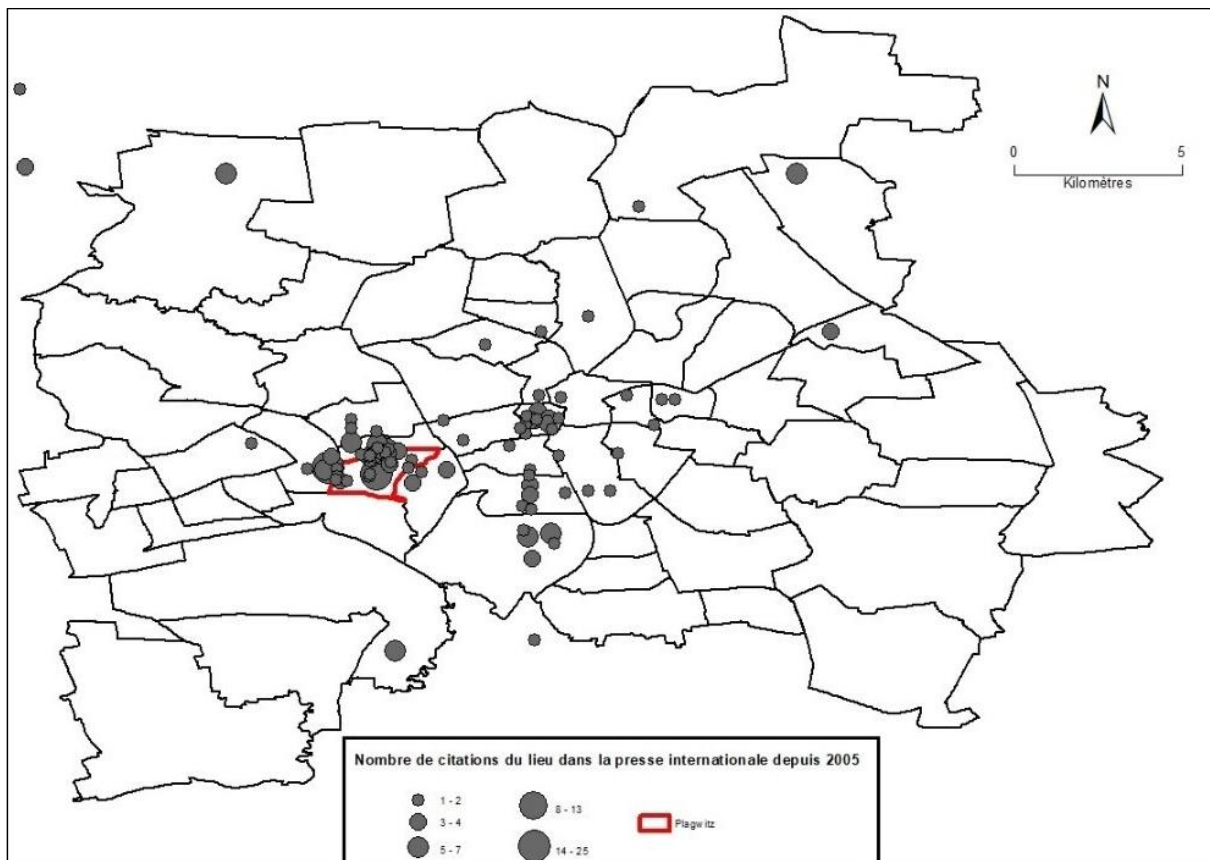 N
0 5
Kilomètres
Nombre de citations du lieu dans la presse internationale depuis 2005
1 - 2
3 - 4
5 - 7
8 - 13
14 - 25
Plagwitz